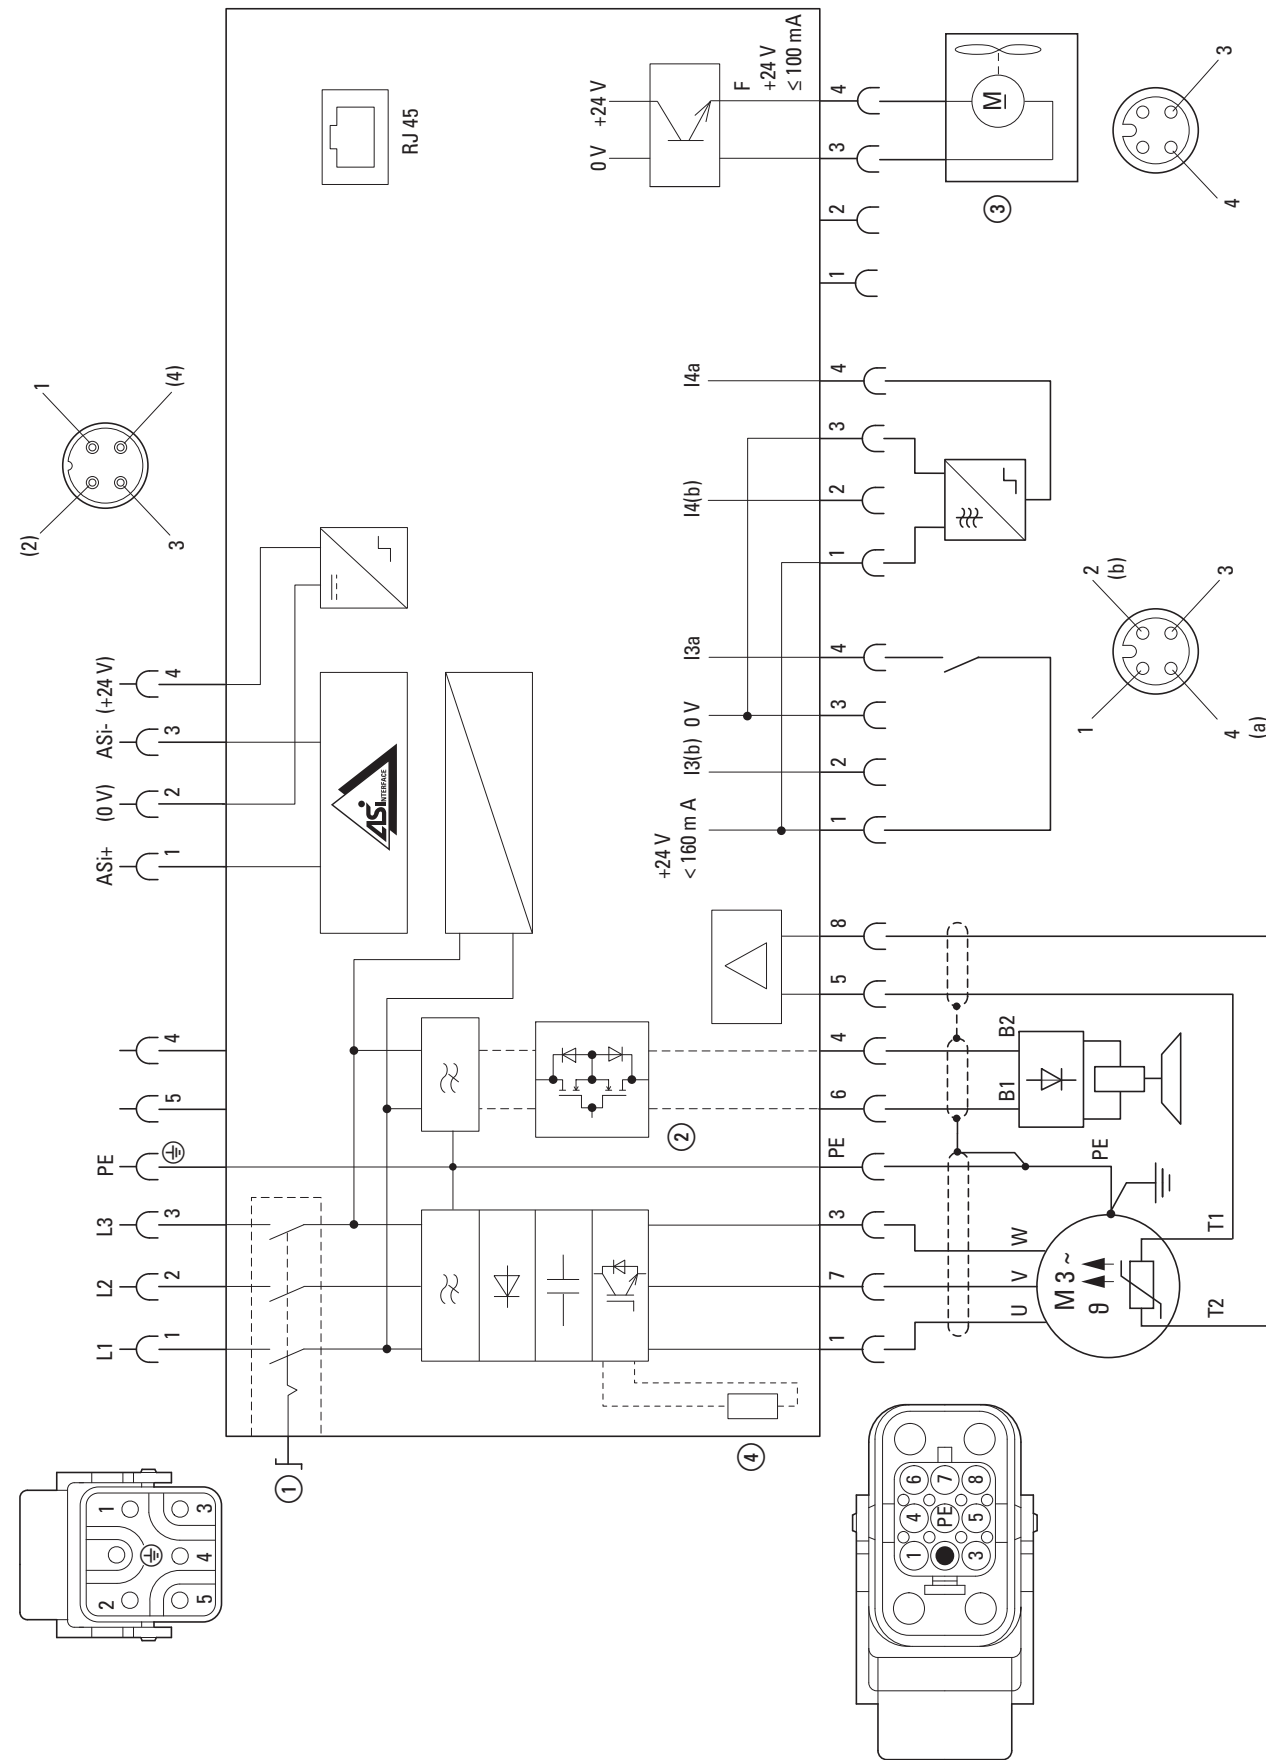 L1
1
L2
2
L3
3
PE
5
4
ASi+
1
(0 V)
2
ASi-
3
(+24 V)
4
(2)
1
3
(4)
1
2
3
4
5
1
ASi
INTERFACE
RJ 45
2
4
+24 V
< 160 m A
I3(b)
0 V
I3a
I4(b)
I4a
0 V
+24 V
F
+24 V
≤ 100 mA
1
7
3
PE
6
4
5
8
1
2
3
4
1
2
3
4
1
2
3
4
U
V
W
PE
B1
B2
M 3 ~
ϑ
T2
T1
M
3
1
2
(b)
4
(a)
3
4
3
6
7
8
4
PE
5
1
3